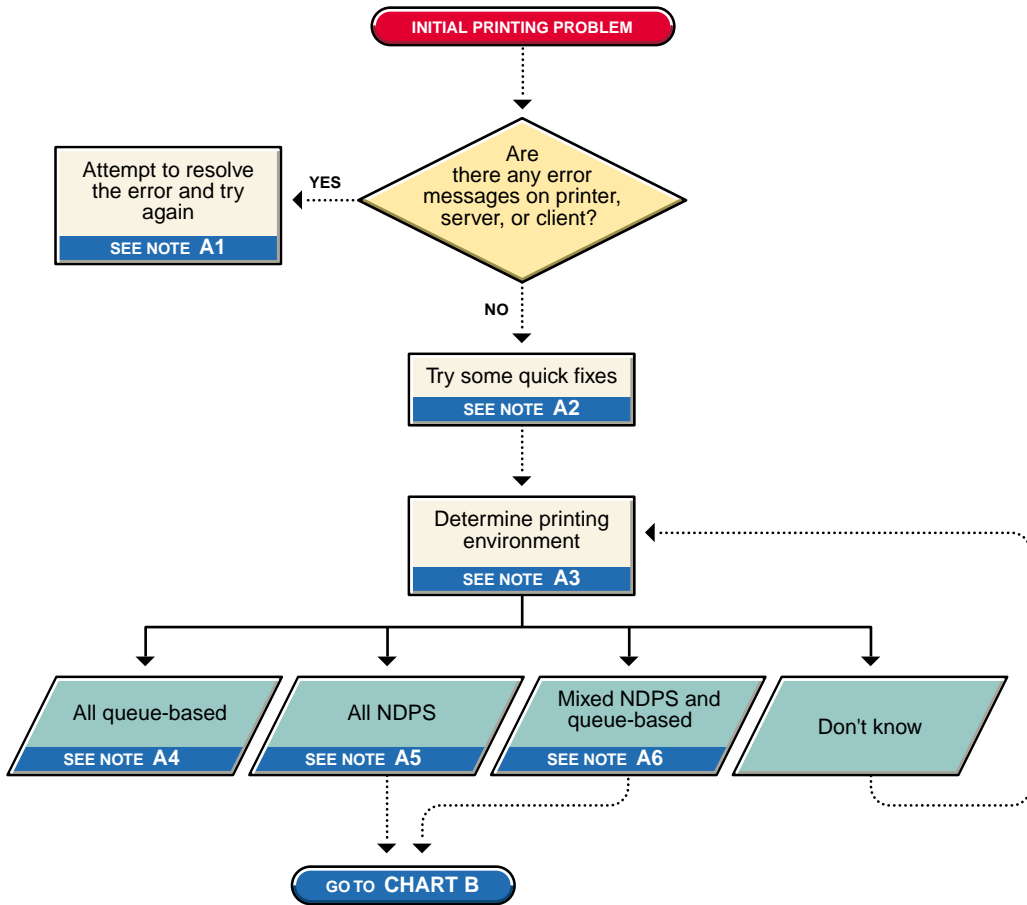 INITIAL PRINTING PROBLEM
Are
there any error
messages on printer,
server, or client?
YES
Attempt to resolve
the error and try
again
SEE NOTE A1
NO
Try some quick fixes
SEE NOTE A2
Determine printing
environment
SEE NOTE A3
All queue-based
SEE NOTE A4
All NDPS
SEE NOTE A5
Mixed NDPS and
queue-based
SEE NOTE A6
Don't know
GO TO CHART B